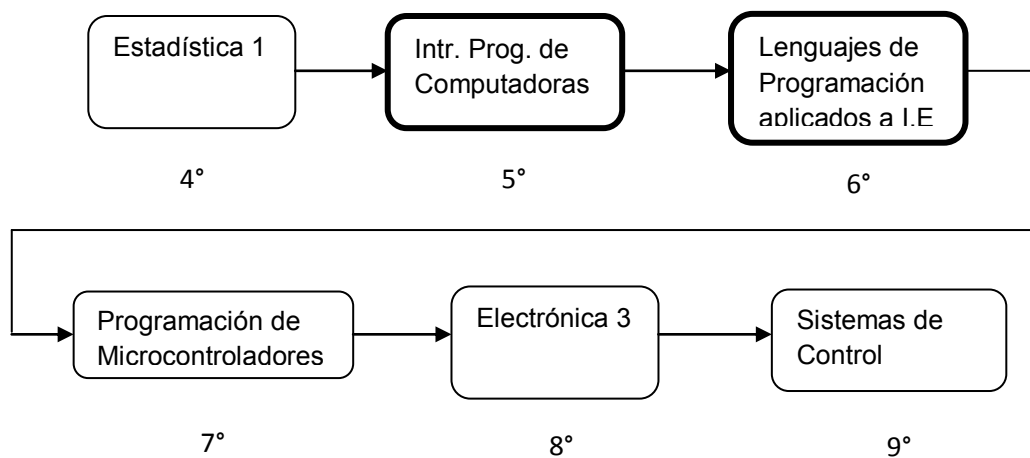 Estadística 1
Intr. Prog. de
Computadoras
Lenguajes de
Programación
aplicados a I.E
4°
5°
6°
Programación de
Microcontroladores
Electrónica 3
Sistemas de
Control
7°
8°
9°